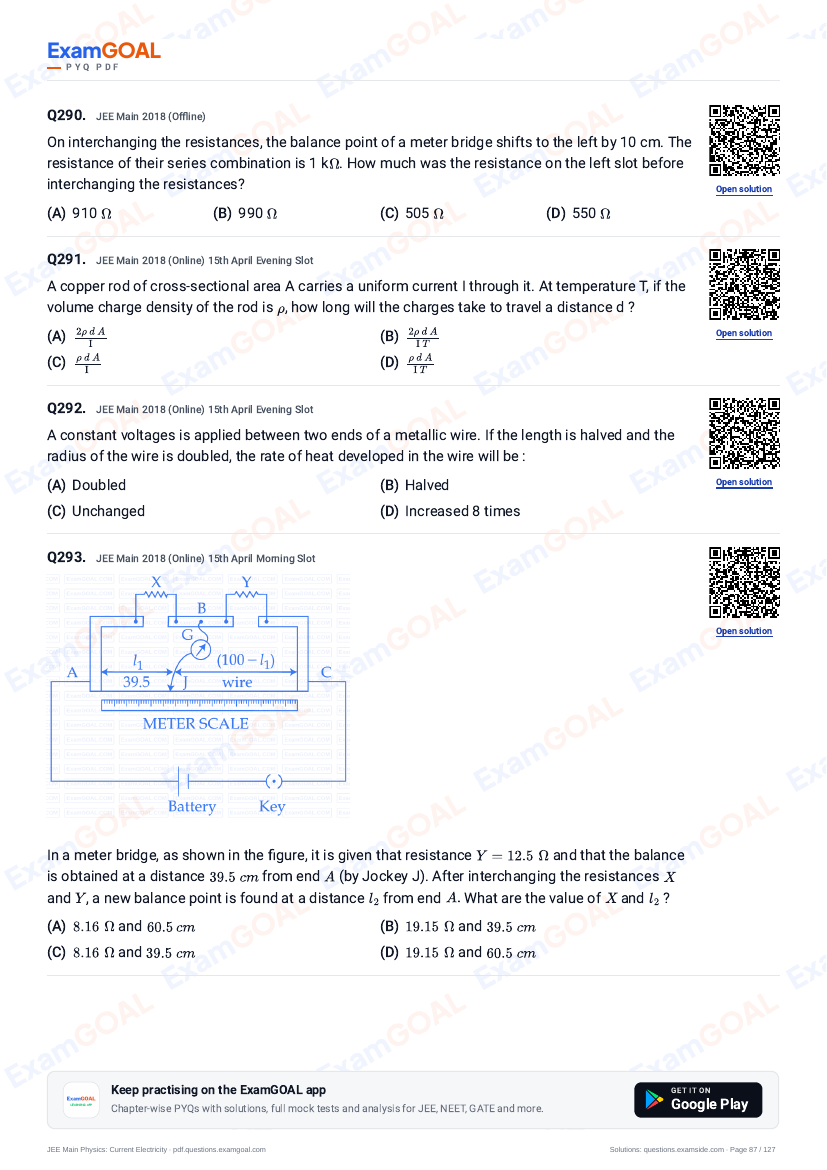 ExamGOAL
PYQ PDF
Q290. JEE Main 2018 (Offline)
On interchanging the resistances, the balance point of a meter bridge shifts to the left by 10 cm. The
resistance of their series combination is 1 kΩ. How much was the resistance on the left slot before
interchanging the resistances?
(A) 910 Ω (B) 990 Ω (C) 505 Ω (D) 550 Ω
Open solution
Q291. JEE Main 2018 (Online) 15th April Evening Slot
A copper rod of cross-sectional area A carries a uniform current I through it. At temperature T, if the
volume charge density of the rod is ρ, how long will the charges take to travel a distance d ?
(A) 2ρ d A / I (B) 2ρ d A / I T
(C) ρ d A / I (D) ρ d A / I T
Open solution
Q292. JEE Main 2018 (Online) 15th April Evening Slot
A constant voltages is applied between two ends of a metallic wire. If the length is halved and the
radius of the wire is doubled, the rate of heat developed in the wire will be :
(A) Doubled (B) Halved
(C) Unchanged (D) Increased 8 times
Open solution
Q293. JEE Main 2018 (Online) 15th April Morning Slot
X Y
B
G
l₁ (100 − l₁)
A C
39.5 J wire
METER SCALE
Battery Key
Open solution
In a meter bridge, as shown in the figure, it is given that resistance Y = 12.5 Ω and that the balance
is obtained at a distance 39.5 cm from end A (by Jockey J). After interchanging the resistances X
and Y, a new balance point is found at a distance l₂ from end A. What are the value of X and l₂ ?
(A) 8.16 Ω and 60.5 cm (B) 19.15 Ω and 39.5 cm
(C) 8.16 Ω and 39.5 cm (D) 19.15 Ω and 60.5 cm
ExamGOAL
Keep practising on the ExamGOAL app
Chapter-wise PYQs with solutions, full mock tests and analysis for JEE, NEET, GATE and more.
GET IT ON
Google Play
JEE Main Physics: Current Electricity · pdf.questions.examgoal.com
Solutions: questions.examside.com · Page 87 / 127